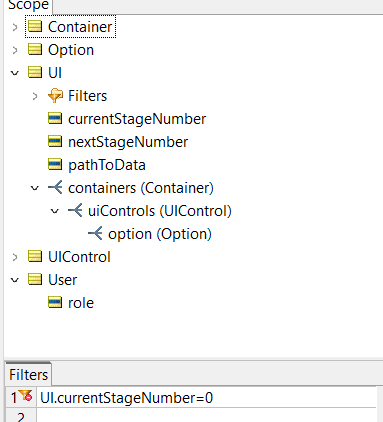 Scope
Container
Option
UI
Filters
currentStageNumber
nextStageNumber
pathToData
containers (Container)
uiControls (UIControl)
option (Option)
UIControl
User
role
Filters
1 UI.currentStageNumber=0
2